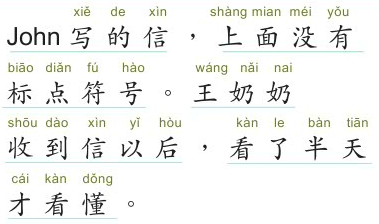 xiě de xìn shàng mian méi yǒu
John 写的信，上面没有
biāo diǎn fú hào wáng nǎi nai
标点符号。王奶奶
shōu dào xìn yǐ hòu kàn le bàn tiān
收到信以后，看了半天
cái kàn dǒng
才看懂。